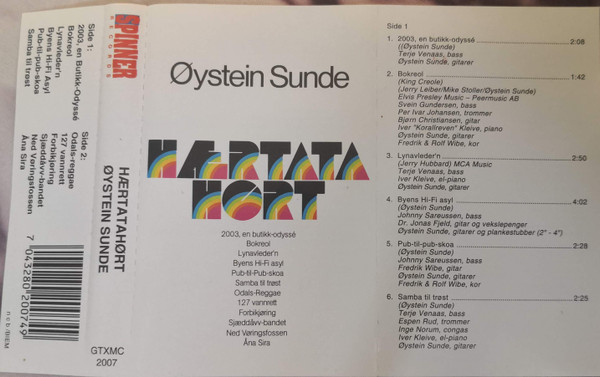 Side 1:
2003, en Butikk-Odyssé
Bokreol
Lynavleder'n
Byens Hi-Fi Asyl
Pub-til-pub-skoa
Samba til trøst
Side 2:
Odals-reggae
127 vannrett
Forbikjøring
Sjæddåvv-bandet
Ned Vøringsfossen
Åna Sira
7 043280 200749
n c b /BIEM
SPINNER
RECORDS
HÆRTATAHØRT
ØYSTEIN SUNDE
GTXMC
2007
Øystein Sunde
HÆRTATA
HØRT
2003, en butikk-odyssé
Bokreol
Lynavleder'n
Byens Hi-Fi asyl
Pub-til-Pub-skoa
Samba til trøst
Odals-Reggae
127 vannrett
Forbikjøring
Sjæddåvv-bandet
Ned Vøringsfossen
Åna Sira
Side 1
1. 2003, en butikk-odyssé 2:08
((Øystein Sunde)
Terje Venaas, bass
Øystein Sunde, gitarer
2. Bokreol 1:42
(King Creole)
(Jerry Leiber/Mike Stoller/Øystein Sunde)
Elvis Presley Music – Peermusic AB
Svein Gundersen, bass
Per Ivar Johansen, trommer
Bjørn Christiansen, gitar
Iver "Korallreven" Kleive, piano
Øystein Sunde, gitarer
Fredrik & Rolf Wibe, kor
3. Lynavleder'n 2:50
(Jerry Hubbard) MCA Music
Terje Venaas, bass
Iver Kleive, el-piano
Øystein Sunde, gitarer
4. Byens Hi-Fi asyl 4:02
(Øystein Sunde)
Johnny Sareussen, bass
Dr. Jonas Fjeld, gitar og vekslepenger
Øystein Sunde, gitarer og plankestubber (2" - 4")
5. Pub-til-pub-skoa 2:28
(Øystein Sunde)
Johnny Sareussen, bass
Fredrik Wibe, gitar
Øystein Sunde, gitarer
Fredrik & Rolf Wibe, kor
6. Samba til trøst 2:25
(Øystein Sunde)
Terje Venaas, bass
Espen Rud, trommer
Inge Norum, congas
Iver Kleive, el-piano
Øystein Sunde, gitarer